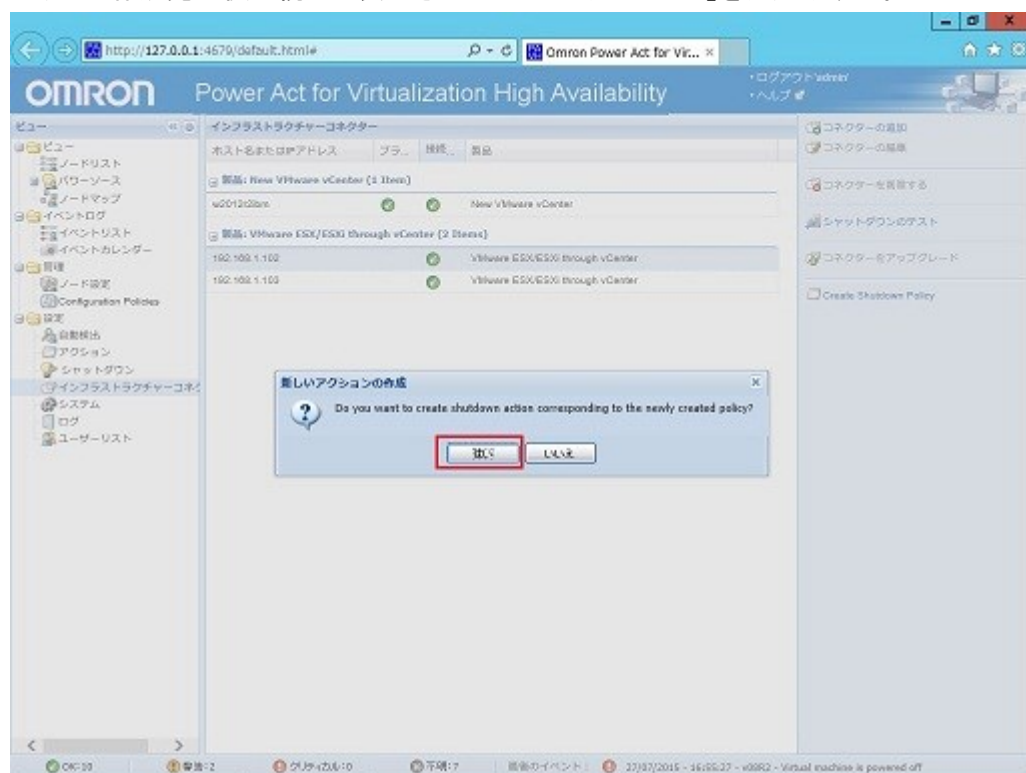 http://127.0.0.1:4679/default.html#
Omron Power Act for Vir...
OMRON
Power Act for Virtualization High Availability
ログアウト'admin'
ヘルプ
ビュー
ビュー
ノードリスト
パワーソース
ノードマップ
イベントログ
イベントリスト
イベントカレンダー
管理
ノード設定
Configuration Policies
設定
自動検出
アクション
シャットダウン
インフラストラクチャーコネク
システム
ログ
ユーザーリスト
インフラストラクチャーコネクター
ホスト名またはIPアドレス プラ... 接続... 製品
製品: New VMware vCenter (1 Item)
New VMware vCenter
製品: VMware ESX/ESXi through vCenter (2 Items)
192.168.1.102 VMware ESX/ESXi through vCenter
192.168.1.103 VMware ESX/ESXi through vCenter
コネクターの追加
コネクターの編集
コネクターを削除する
シャットダウンのテスト
コネクターをアップグレード
Create Shutdown Policy
新しいアクションの作成
Do you want to create shutdown action corresponding to the newly created policy?
はい いいえ
OK:10 警告:2 クリティカル:0 不明:7 最後のイベント: 27/07/2015 - 16:55:27 - v08R2 - Virtual machine is powered off